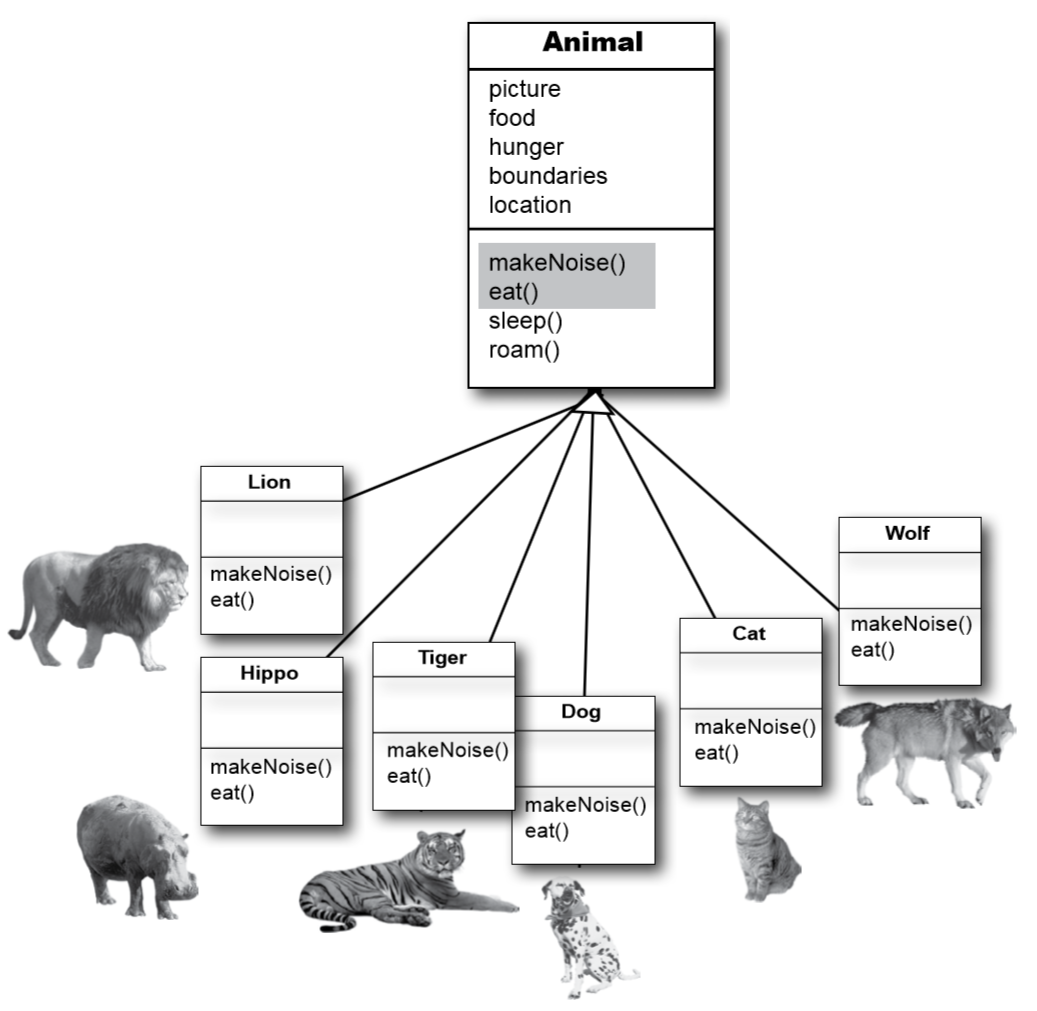 Animal
picture
food
hunger
boundaries
location
makeNoise()
eat()
sleep()
roam()
Lion
makeNoise()
eat()
Hippo
makeNoise()
eat()
Tiger
makeNoise()
eat()
Dog
makeNoise()
eat()
Cat
makeNoise()
eat()
Wolf
makeNoise()
eat()